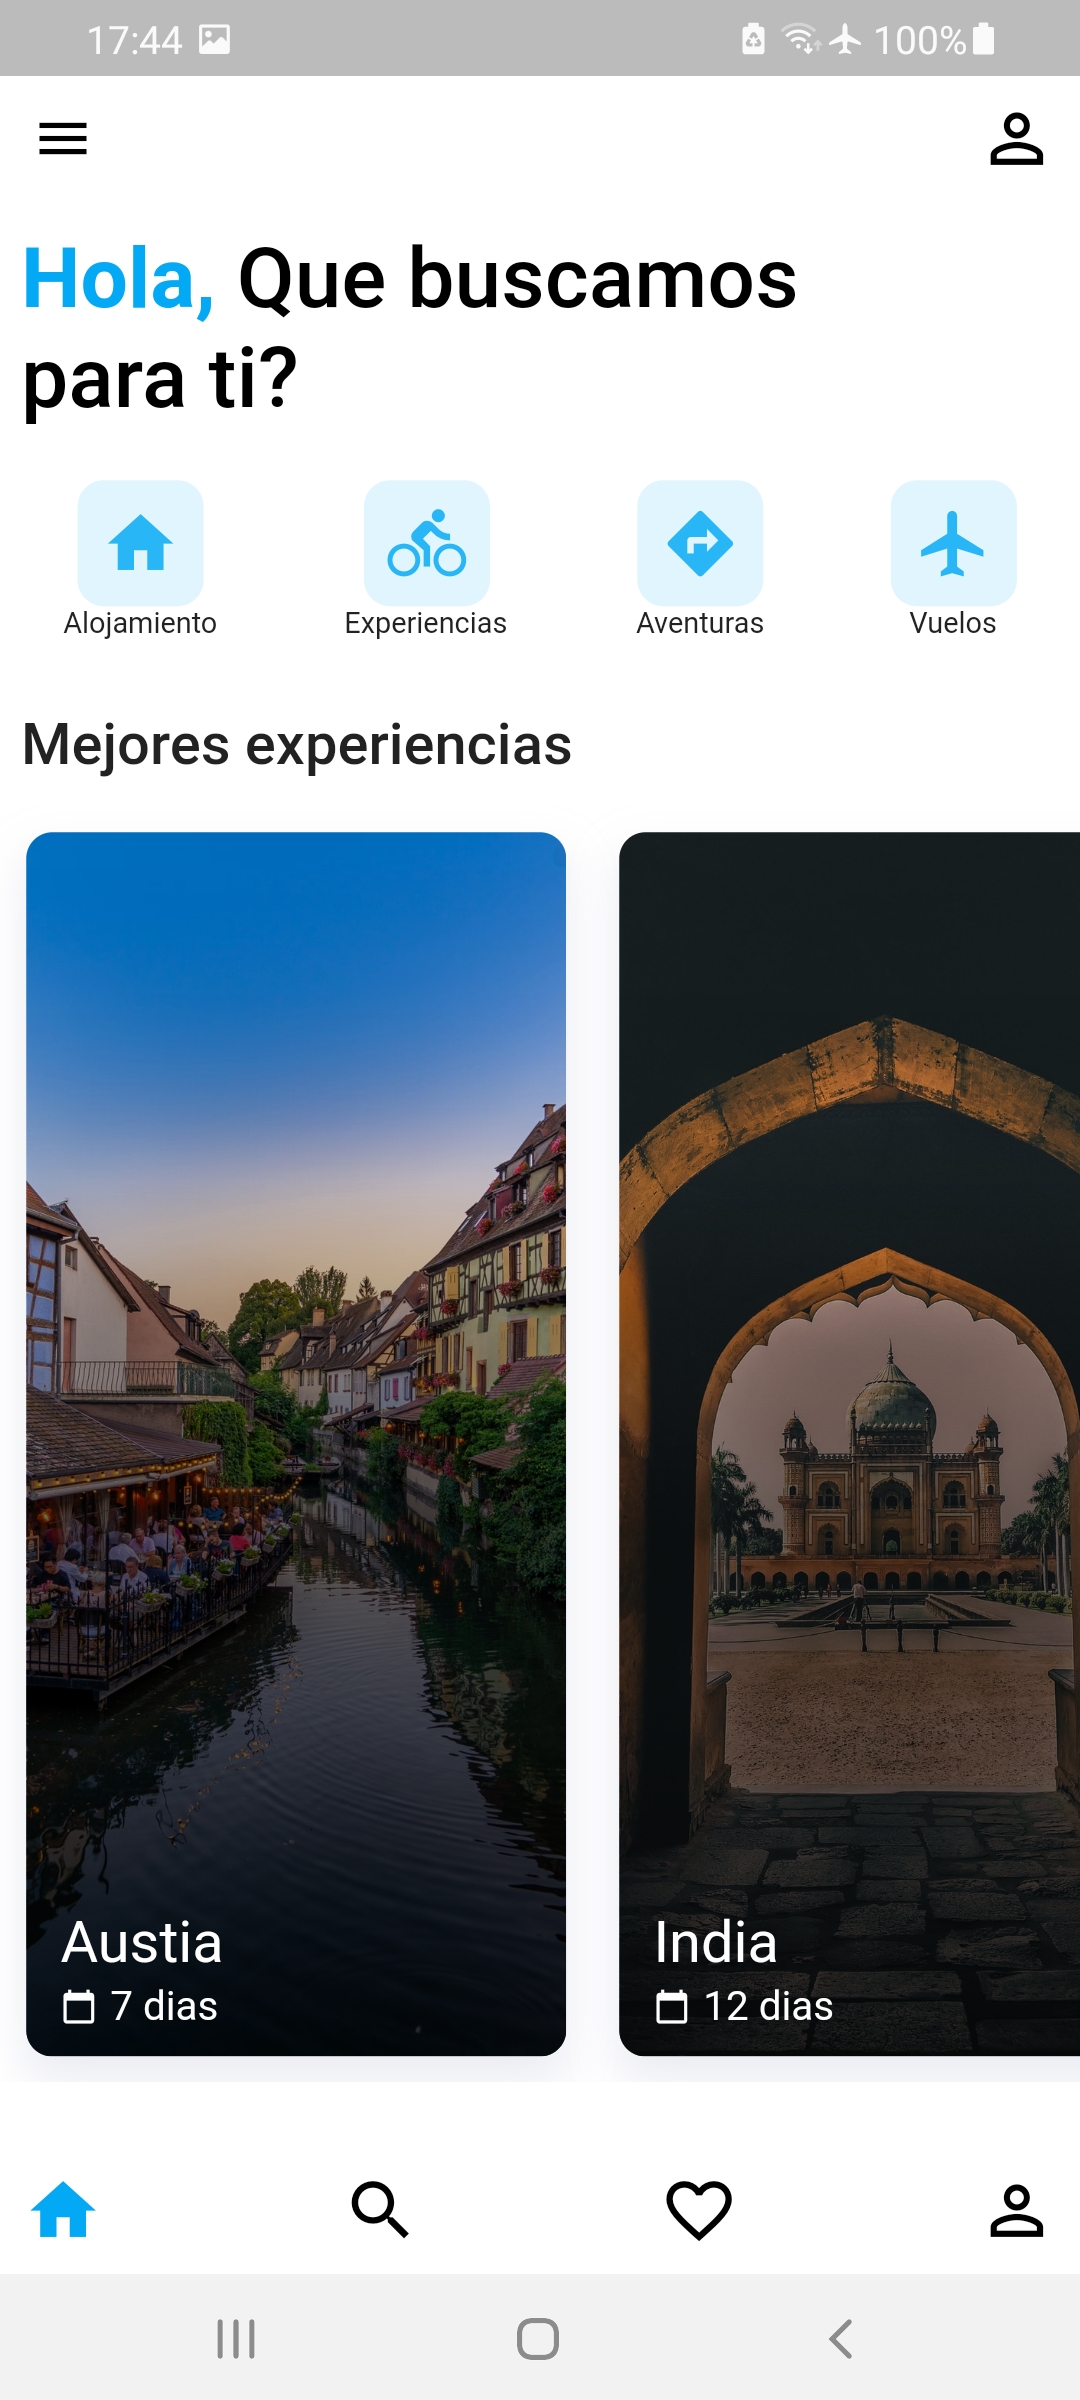 17:44
100%
Hola, Que buscamos
para ti?
Alojamiento
Experiencias
Aventuras
Vuelos
Mejores experiencias
Austia
7 dias
India
12 dias